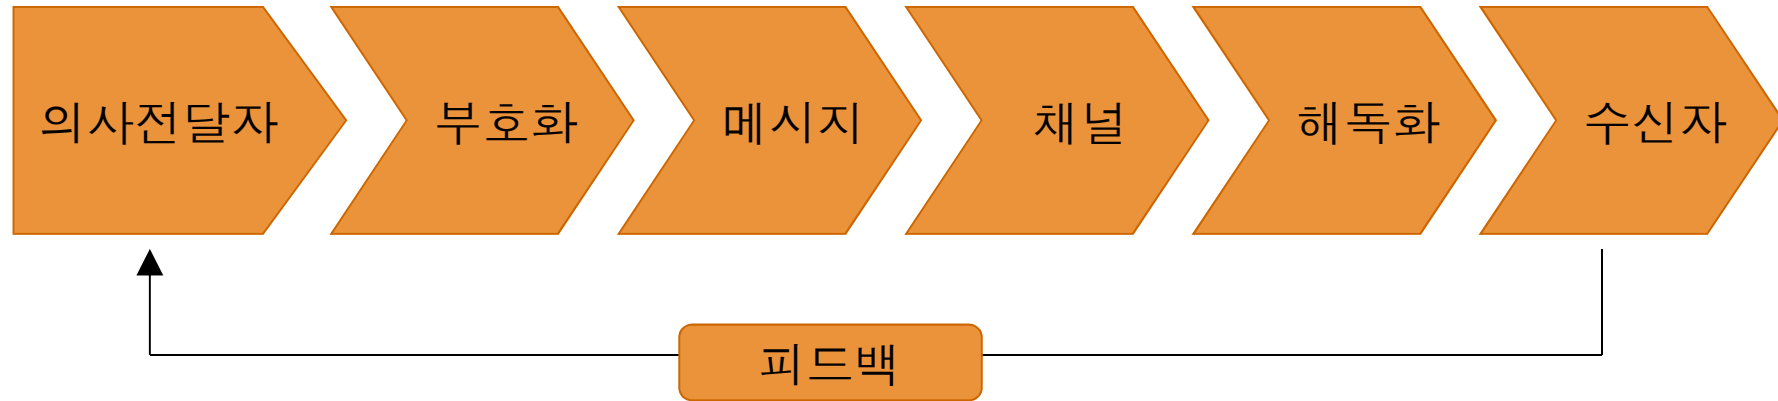 의사전달자
부호화
메시지
채널
해독화
수신자
피드백